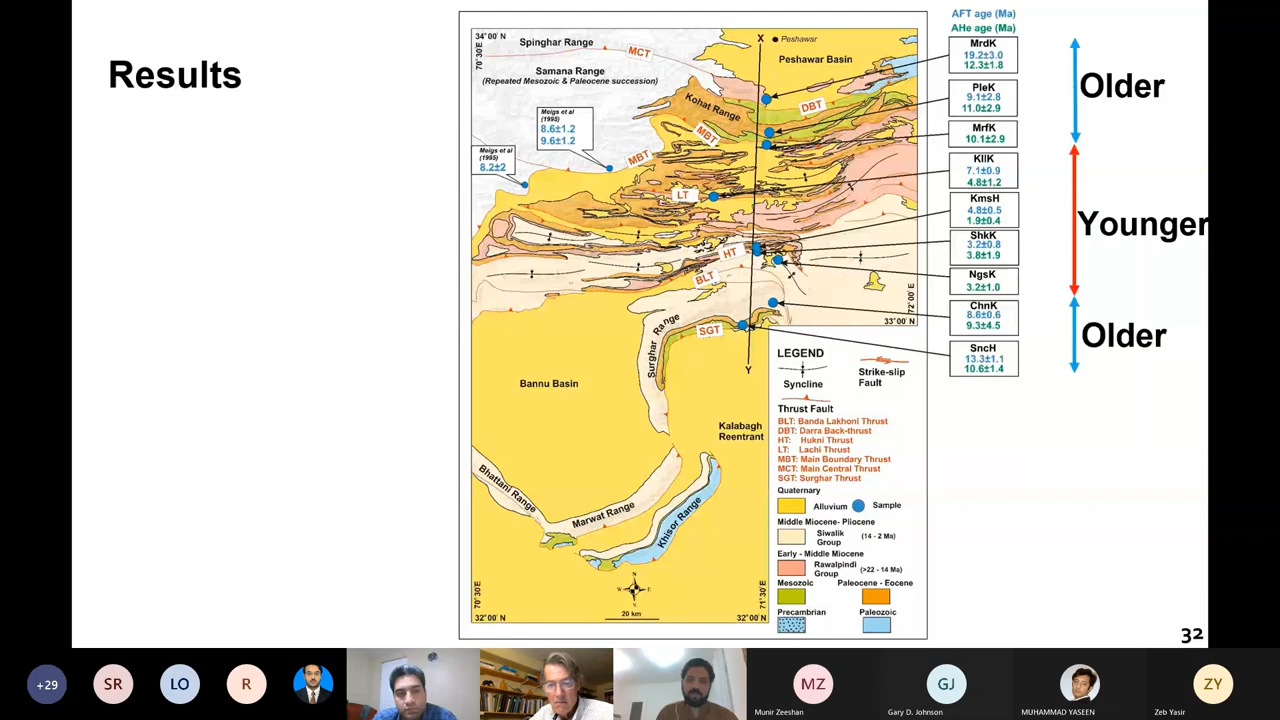 Results
34°00′ N
70°30′E
Spinghar Range
MCT
X
Peshawar
Peshawar Basin
Samana Range
(Repeated Mesozoic & Paleocene succession)
Kohat Range
DBT
MBT
Meigs et al
(1995)
8.6±1.2
9.6±1.2
MBT
Meigs et al
(1995)
8.2±2
LT
HT
BLT
72°00′E
33°00′ N
Surghar Range
SGT
Y
Bannu Basin
Kalabagh
Reentrant
Bhattani Range
Marwat Range
Khisor Range
N
W
E
S
20 km
70°30′E
32°00′ N
71°30′E
32°00′ N
AFT age (Ma)
AHe age (Ma)
MrdK
19.2±3.0
12.3±1.8
PleK
9.1±2.8
11.0±2.9
MrfK
10.1±2.9
KllK
7.1±0.9
4.8±1.2
KmsH
4.8±0.5
1.9±0.4
ShkK
3.2±0.8
3.8±1.9
NgsK
3.2±1.0
ChnK
8.6±0.6
9.3±4.5
SncH
13.3±1.1
10.6±1.4
Older
Younger
Older
LEGEND
Syncline
Strike-slip
Fault
Thrust Fault
BLT: Banda Lakhoni Thrust
DBT: Darra Back-thrust
HT: Hukni Thrust
LT: Lachi Thrust
MBT: Main Boundary Thrust
MCT: Main Central Thrust
SGT: Surghar Thrust
Quaternary
Alluvium
Sample
Middle Miocene- Pliocene
Siwalik
Group
(14 - 2 Ma)
Early - Middle Miocene
Rawalpindi
Group
(>22 - 14 Ma)
Mesozoic
Paleocene - Eocene
Precambrian
Paleozoic
32
+29
SR
LO
R
MZ
Munir Zeeshan
GJ
Gary D. Johnson
MUHAMMAD YASEEN
ZY
Zeb Yasir